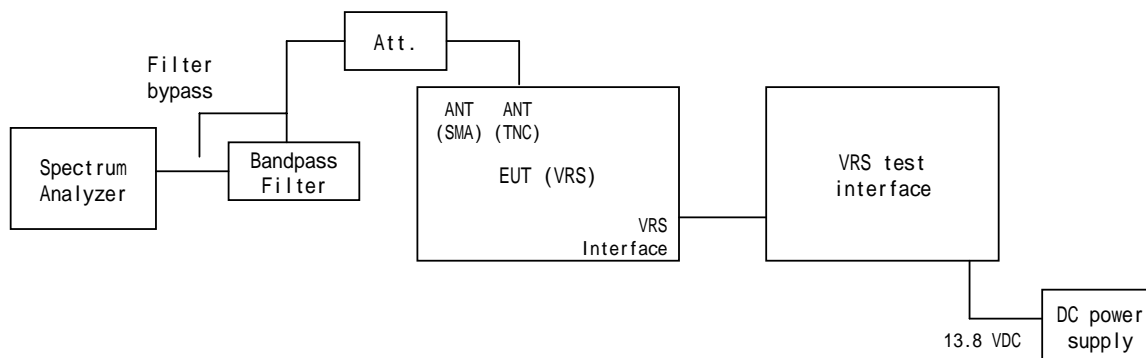 Att.
Filter
bypass
ANT ANT
(SMA) (TNC)
Spectrum
Analyzer
Bandpass
Filter
EUT (VRS)
VRS
Interface
VRS test
interface
13.8 VDC
DC power
supply